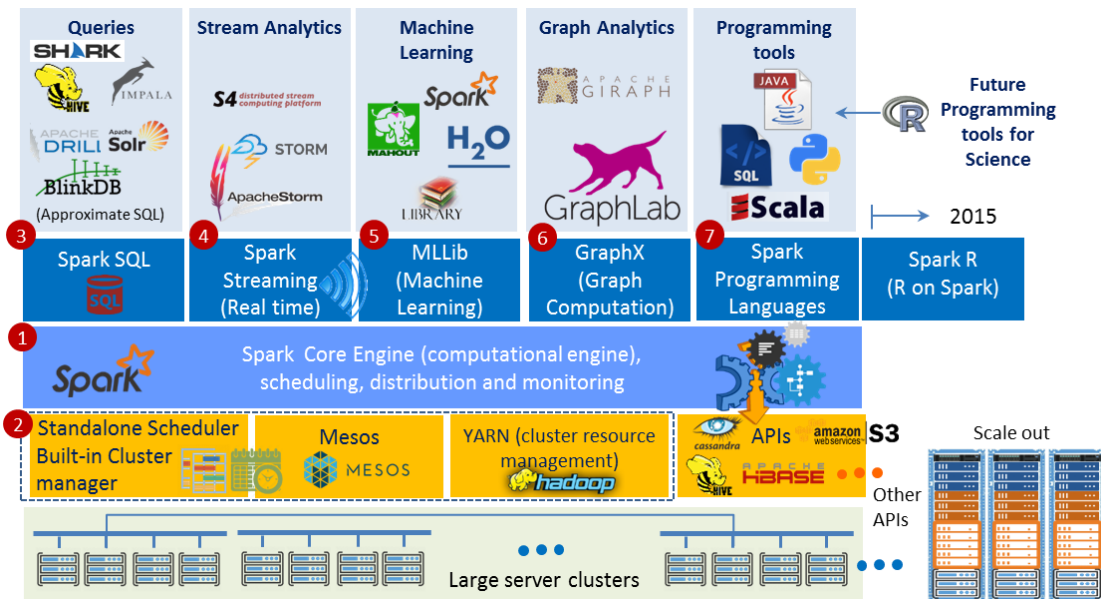 Queries
SHARK
HIVE
IMPALA
APACHE
DRILL
Apache
Solr
BlinkDB
(Approximate SQL)
Stream Analytics
S4 distributed stream
computing platform
STORM
ApacheStorm
Machine
Learning
Spark
MAHOUT
H2O
LIBRARY
Graph Analytics
APACHE
GIRAPH
GraphLab
Programming
tools
JAVA
SQL
Scala
R
Future
Programming
tools for
Science
2015
3
Spark SQL
SQL
4
Spark
Streaming
(Real time)
5
MLLib
(Machine
Learning)
6
GraphX
(Graph
Computation)
7
Spark
Programming
Languages
Spark R
(R on Spark)
1
Spark
Spark Core Engine (computational engine),
scheduling, distribution and monitoring
2
Standalone Scheduler
Built-in Cluster
manager
Mesos
MESOS
YARN (cluster resource
management)
hadoop
cassandra
APIs
amazon
webservices
S3
HIVE
APACHE
HBASE
Other
APIs
Scale out
Large server clusters